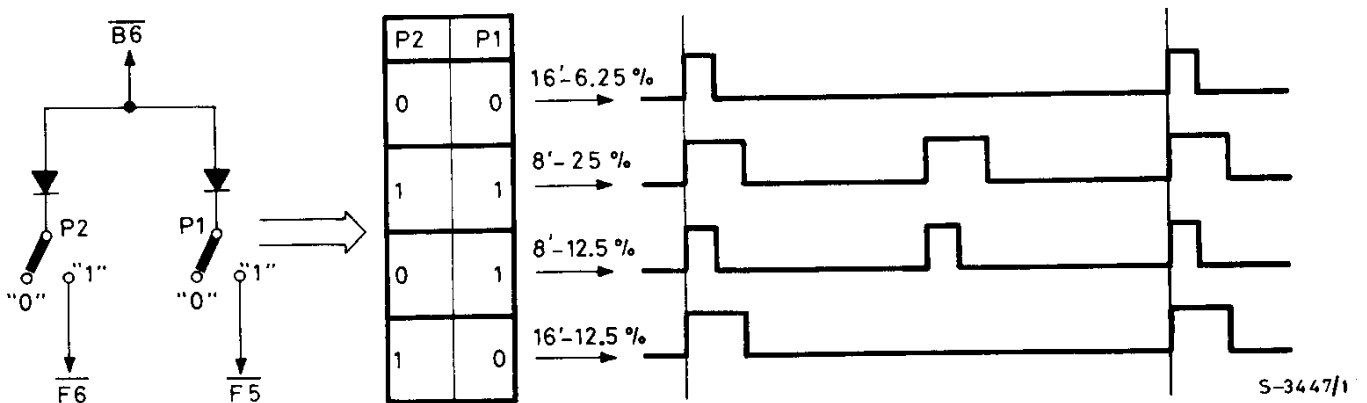 B6
P2 P1
"0" "1" "0" "1"
F6 F5
P2 P1
0 0
1 1
0 1
1 0
16'-6.25 %
8'-25 %
8'-12.5 %
16'-12.5 %
S-3447/1